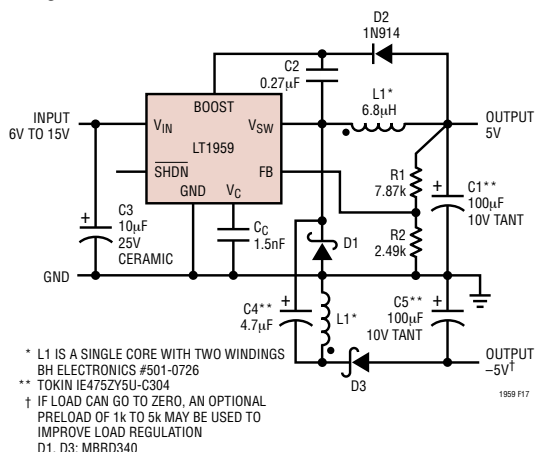 D2
1N914
C2
0.27µF
L1*
6.8µH
INPUT
6V TO 15V
BOOST
VIN
VSW
LT1959
SHDN
FB
GND
VC
OUTPUT
5V
R1
7.87k
R2
2.49k
+
C1**
100µF
10V TANT
+
C3
10µF
25V
CERAMIC
CC
1.5nF
D1
GND
C4**
4.7µF
+
L1*
+
C5**
100µF
10V TANT
D3
OUTPUT
–5V†
* L1 IS A SINGLE CORE WITH TWO WINDINGS
BH ELECTRONICS #501-0726
** TOKIN IE475ZY5U-C304
† IF LOAD CAN GO TO ZERO, AN OPTIONAL
PRELOAD OF 1k TO 5k MAY BE USED TO
IMPROVE LOAD REGULATION
D1, D3: MBRD340
1959 F17